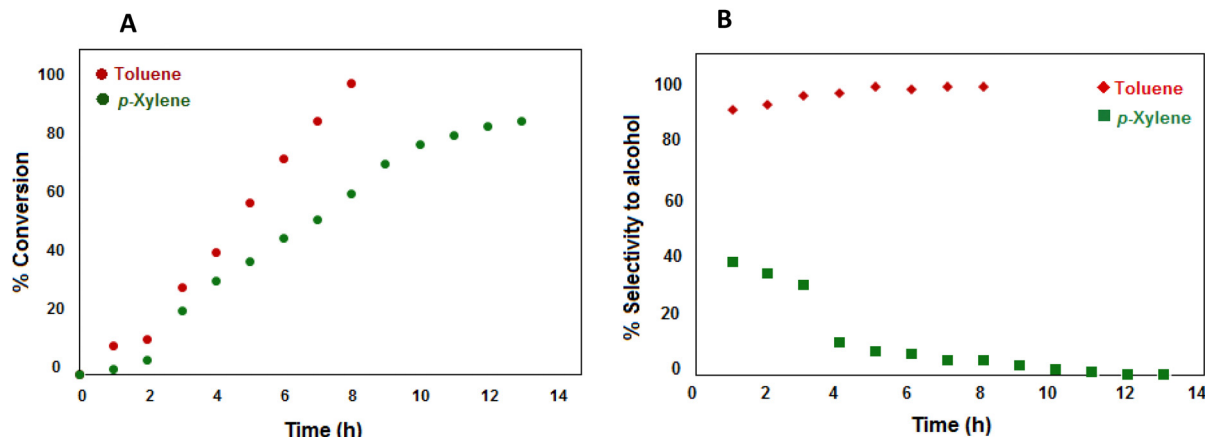 A
% Conversion
100
80
60
40
20
0
Toluene
p-Xylene
0 2 4 6 8 10 12 14
Time (h)
B
% Selectivity to alcohol
100
80
60
40
20
0
Toluene
p-Xylene
0 2 4 6 8 10 12 14
Time (h)